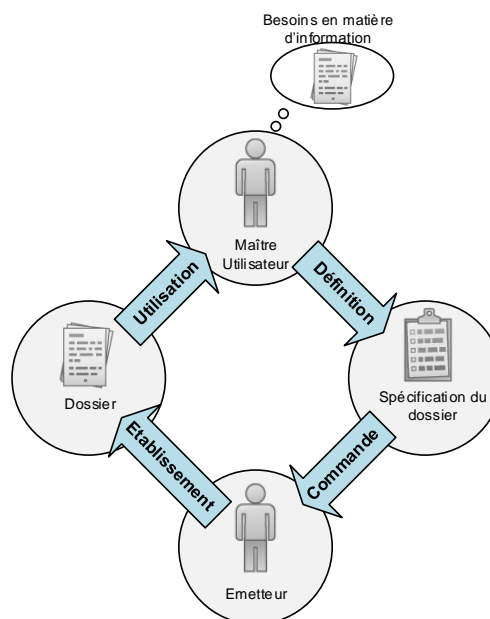 Besoins en matière
d'information
Maître
Utilisateur
Utilisation
Définition
Dossier
Spécification du
dossier
Etablissement
Commande
Emetteur